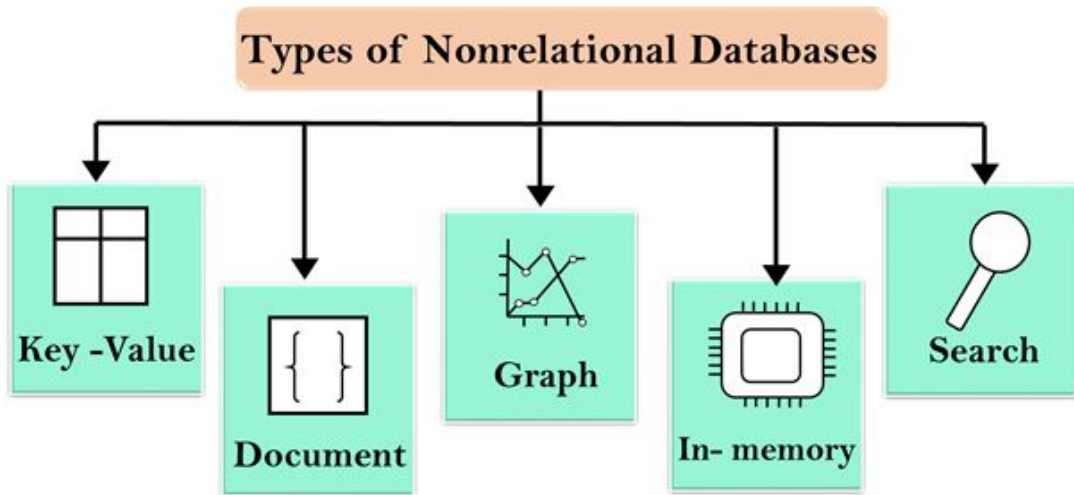 Types of Nonrelational Databases
Key -Value
Document
Graph
In- memory
Search